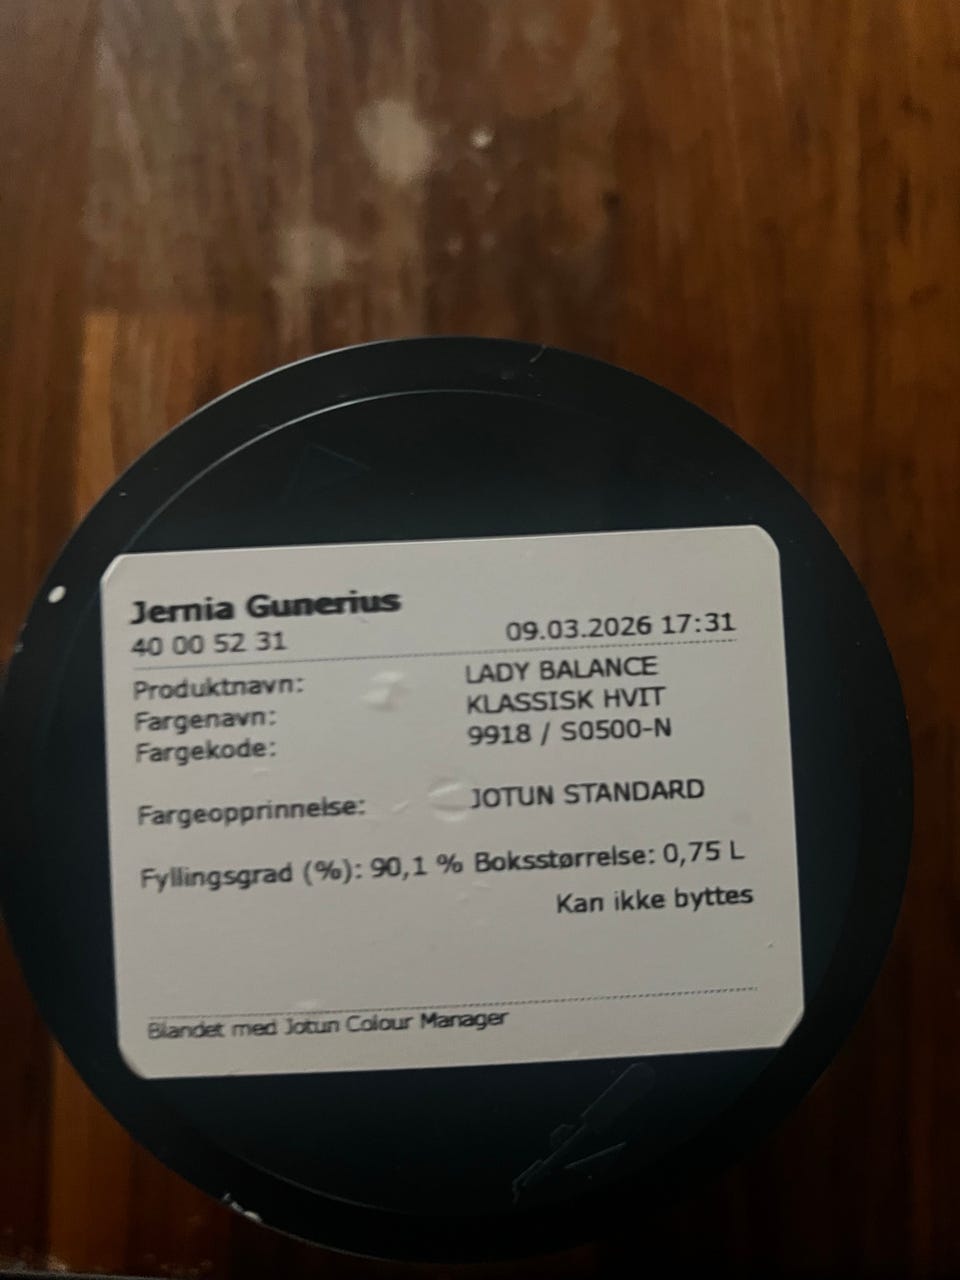 Jernia Gunerius
40 00 52 31 09.03.2026 17:31
Produktnavn: LADY BALANCE
Fargenavn: KLASSISK HVIT
Fargekode: 9918 / S0500-N
Fargeopprinnelse: JOTUN STANDARD
Fyllingsgrad (%): 90,1 % Boksstørrelse: 0,75 L
Kan ikke byttes
Blandet med Jotun Colour Manager